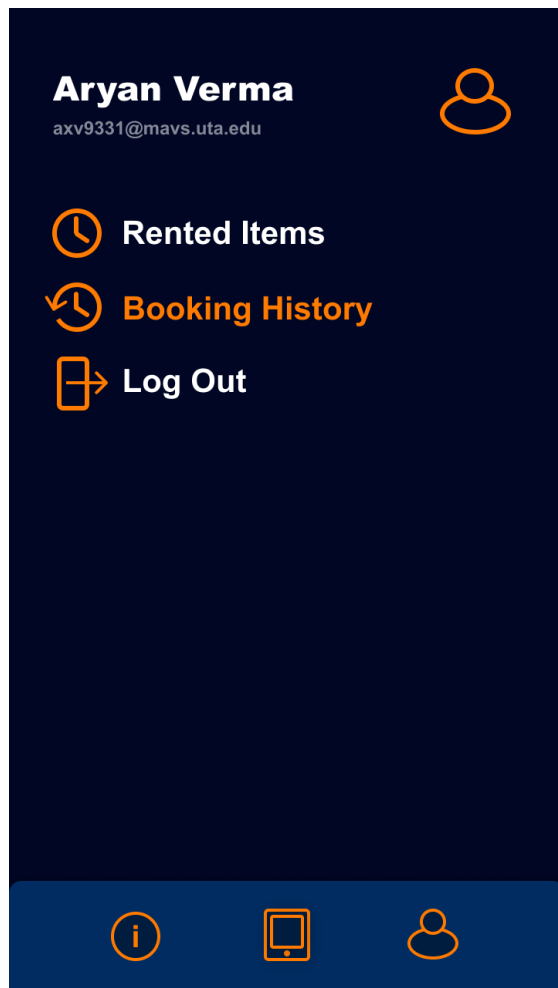 Aryan Verma
axv9331@mavs.uta.edu
Rented Items
Booking History
Log Out
i